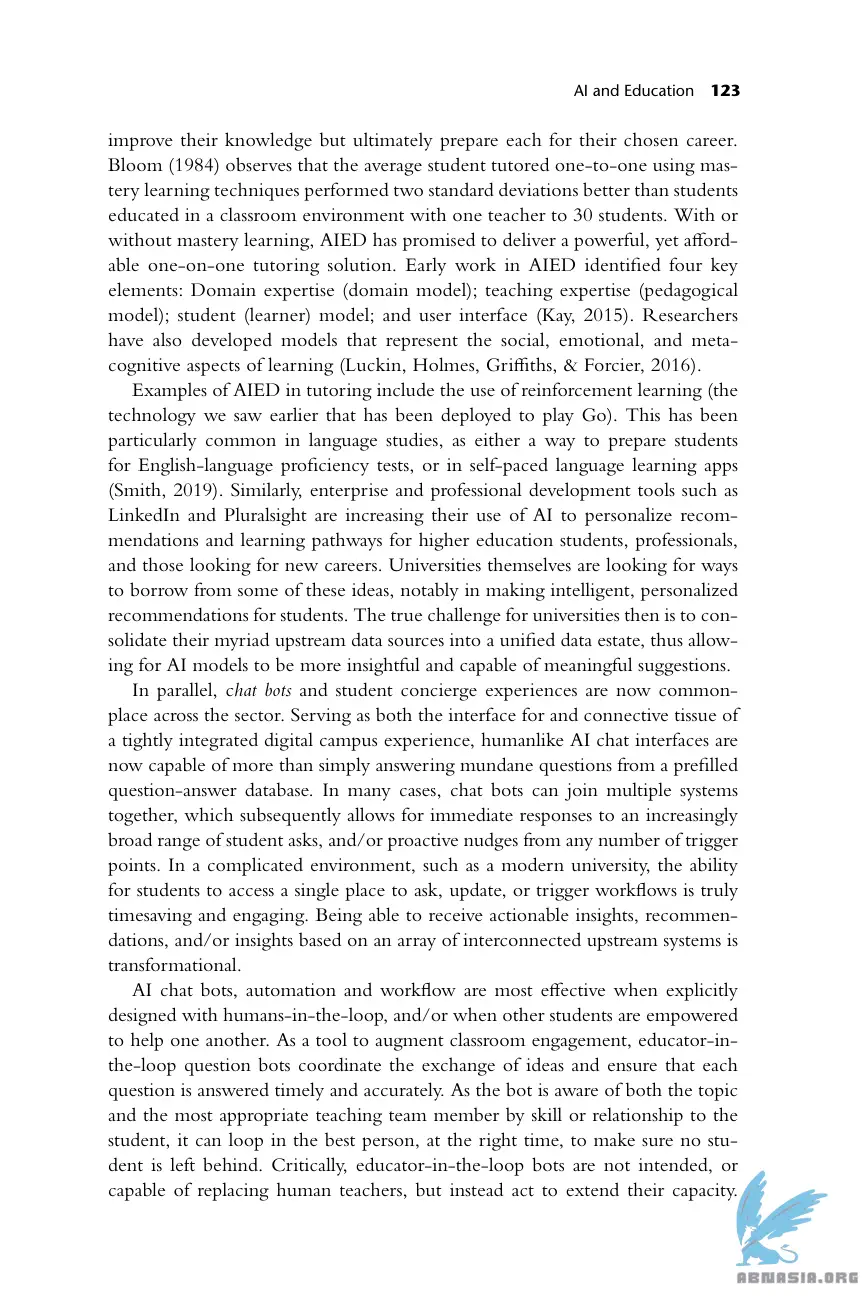 AI and Education 123
improve their knowledge but ultimately prepare each for their chosen career.
Bloom (1984) observes that the average student tutored one-to-one using mas-
tery learning techniques performed two standard deviations better than students
educated in a classroom environment with one teacher to 30 students. With or
without mastery learning, AIED has promised to deliver a powerful, yet afford-
able one-on-one tutoring solution. Early work in AIED identified four key
elements: Domain expertise (domain model); teaching expertise (pedagogical
model); student (learner) model; and user interface (Kay, 2015). Researchers
have also developed models that represent the social, emotional, and meta-
cognitive aspects of learning (Luckin, Holmes, Griffiths, & Forcier, 2016).
Examples of AIED in tutoring include the use of reinforcement learning (the
technology we saw earlier that has been deployed to play Go). This has been
particularly common in language studies, as either a way to prepare students
for English-language proficiency tests, or in self-paced language learning apps
(Smith, 2019). Similarly, enterprise and professional development tools such as
LinkedIn and Pluralsight are increasing their use of AI to personalize recom-
mendations and learning pathways for higher education students, professionals,
and those looking for new careers. Universities themselves are looking for ways
to borrow from some of these ideas, notably in making intelligent, personalized
recommendations for students. The true challenge for universities then is to con-
solidate their myriad upstream data sources into a unified data estate, thus allow-
ing for AI models to be more insightful and capable of meaningful suggestions.
In parallel, chat bots and student concierge experiences are now common-
place across the sector. Serving as both the interface for and connective tissue of
a tightly integrated digital campus experience, humanlike AI chat interfaces are
now capable of more than simply answering mundane questions from a prefilled
question-answer database. In many cases, chat bots can join multiple systems
together, which subsequently allows for immediate responses to an increasingly
broad range of student asks, and/or proactive nudges from any number of trigger
points. In a complicated environment, such as a modern university, the ability
for students to access a single place to ask, update, or trigger workflows is truly
timesaving and engaging. Being able to receive actionable insights, recommen-
dations, and/or insights based on an array of interconnected upstream systems is
transformational.
AI chat bots, automation and workflow are most effective when explicitly
designed with humans-in-the-loop, and/or when other students are empowered
to help one another. As a tool to augment classroom engagement, educator-in-
the-loop question bots coordinate the exchange of ideas and ensure that each
question is answered timely and accurately. As the bot is aware of both the topic
and the most appropriate teaching team member by skill or relationship to the
student, it can loop in the best person, at the right time, to make sure no stu-
dent is left behind. Critically, educator-in-the-loop bots are not intended, or
capable of replacing human teachers, but instead act to extend their capacity.
ABNASIA.ORG